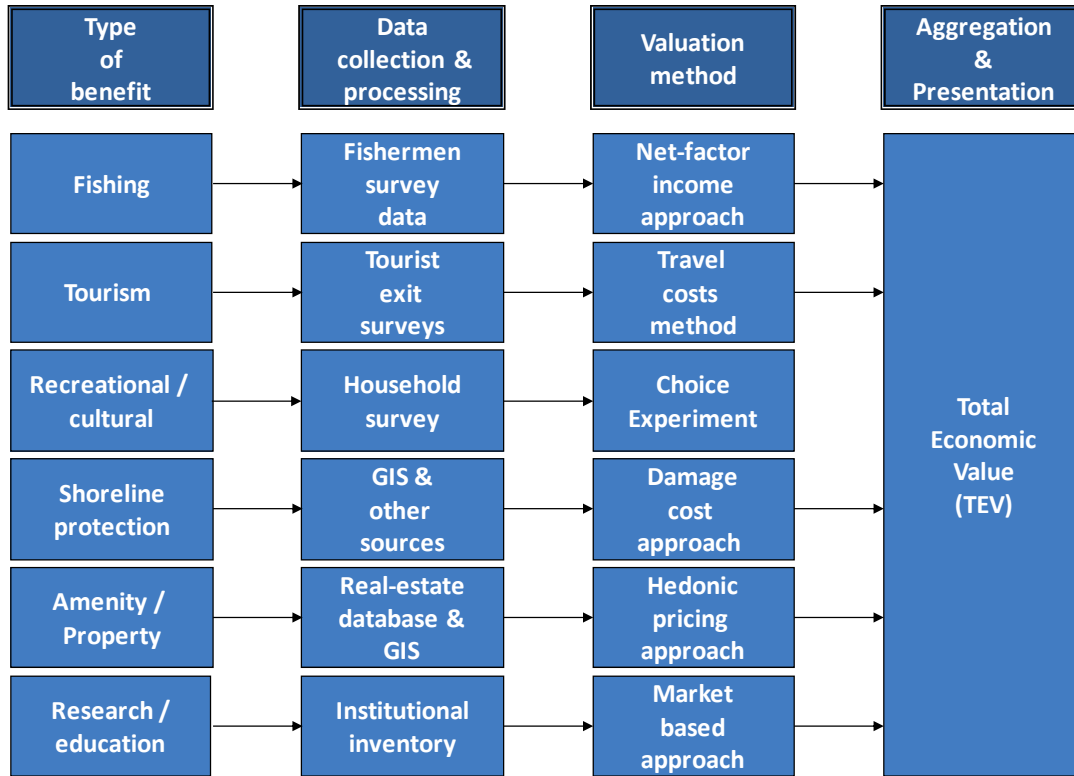 Type
of
benefit
Data
collection &
processing
Valuation
method
Aggregation
&
Presentation
Fishing
Fishermen
survey
data
Net-factor
income
approach
Tourism
Tourist
exit
surveys
Travel
costs
method
Recreational /
cultural
Household
survey
Choice
Experiment
Shoreline
protection
GIS &
other
sources
Damage
cost
approach
Amenity /
Property
Real-estate
database &
GIS
Hedonic
pricing
approach
Research /
education
Institutional
inventory
Market
based
approach
Total
Economic
Value
(TEV)